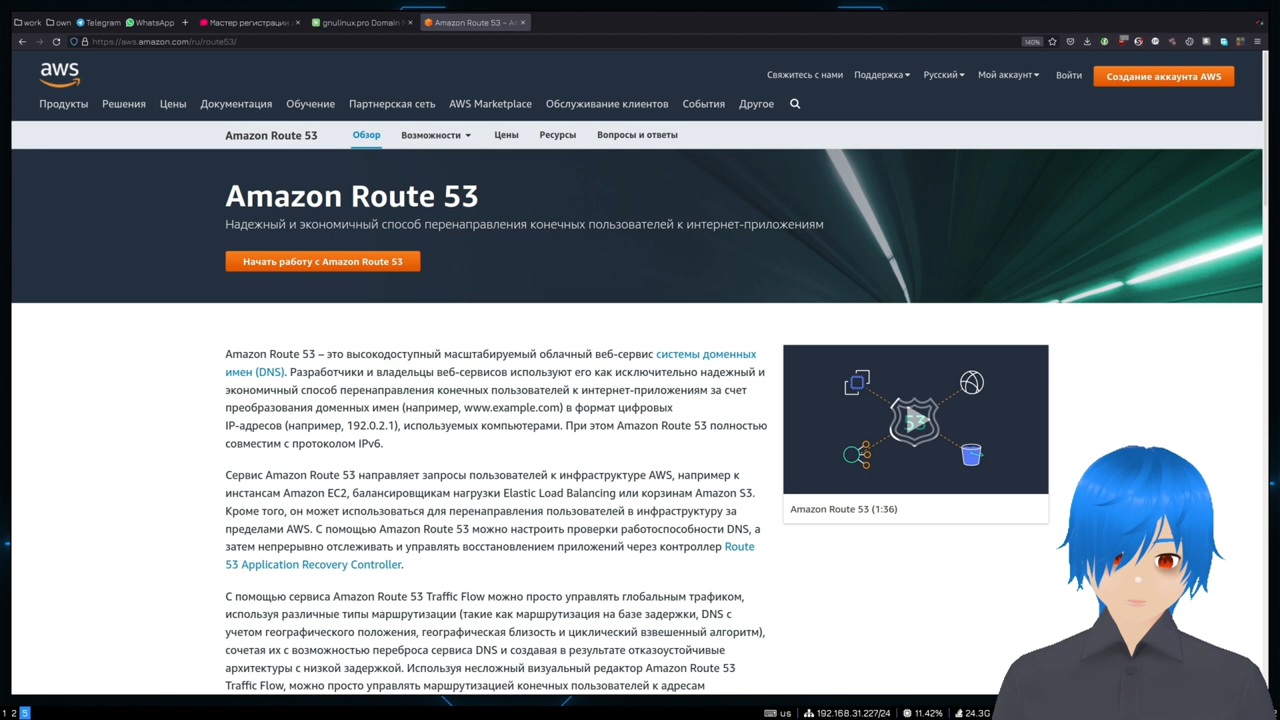 work own Telegram WhatsApp + Мастер регистрации × gnulinux.pro Domain × Amazon Route 53 – A ×
https://aws.amazon.com/ru/route53/ 140%
aws
Свяжитесь с нами Поддержка Русский Мой аккаунт Войти Создание аккаунта AWS
Продукты Решения Цены Документация Обучение Партнерская сеть AWS Marketplace Обслуживание клиентов События Другое
Amazon Route 53 Обзор Возможности Цены Ресурсы Вопросы и ответы
Amazon Route 53
Надежный и экономичный способ перенаправления конечных пользователей к интернет-приложениям
Начать работу с Amazon Route 53
Amazon Route 53 – это высокодоступный масштабируемый облачный веб-сервис системы доменных
имен (DNS). Разработчики и владельцы веб-сервисов используют его как исключительно надежный и
экономичный способ перенаправления конечных пользователей к интернет-приложениям за счет
преобразования доменных имен (например, www.example.com) в формат цифровых
IP-адресов (например, 192.0.2.1), используемых компьютерами. При этом Amazon Route 53 полностью
совместим с протоколом IPv6.
53
Amazon Route 53 (1:36)
Сервис Amazon Route 53 направляет запросы пользователей к инфраструктуре AWS, например к
инстансам Amazon EC2, балансировщикам нагрузки Elastic Load Balancing или корзинам Amazon S3.
Кроме того, он может использоваться для перенаправления пользователей в инфраструктуру за
пределами AWS. С помощью Amazon Route 53 можно настроить проверки работоспособности DNS, а
затем непрерывно отслеживать и управлять восстановлением приложений через контроллер Route
53 Application Recovery Controller.
С помощью сервиса Amazon Route 53 Traffic Flow можно просто управлять глобальным трафиком,
используя различные типы маршрутизации (такие как маршрутизация на базе задержки, DNS с
учетом географического положения, географическая близость и циклический взвешенный алгоритм),
сочетая их с возможностью переброса сервиса DNS и создавая в результате отказоустойчивые
архитектуры с низкой задержкой. Используя несложный визуальный редактор Amazon Route 53
Traffic Flow, можно просто управлять маршрутизацией конечных пользователей к адресам
1 2 5 us 192.168.31.227/24 11.42% 24.3G